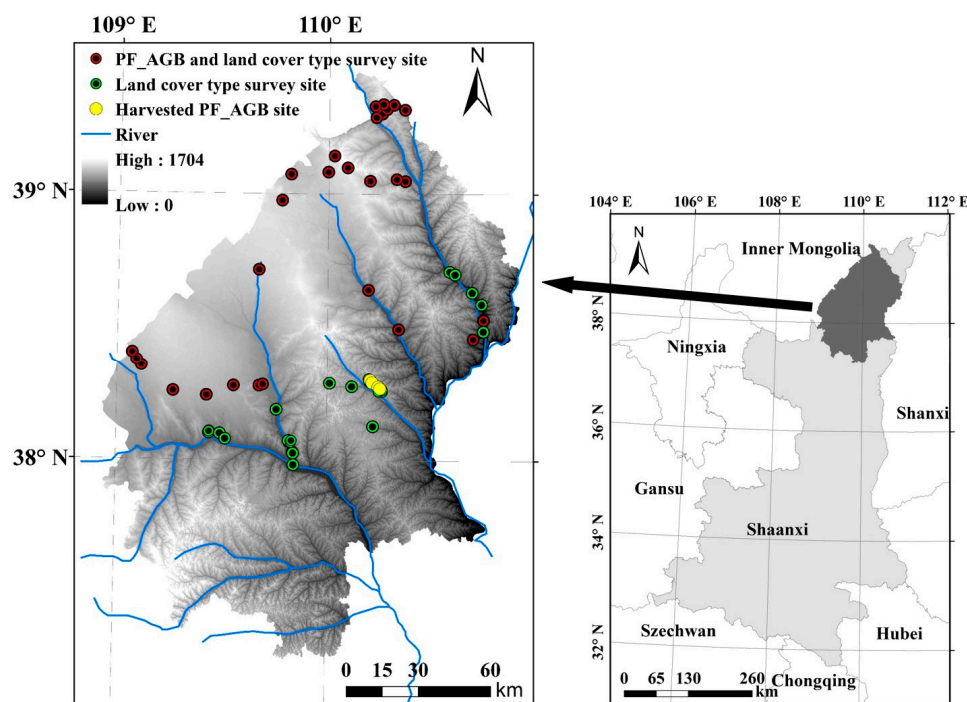 109° E 110° E
PF_AGB and land cover type survey site
Land cover type survey site
Harvested PF_AGB site
River
High : 1704
Low : 0
39° N
38° N
0 15 30 60
km
104° E 106° E 108° E 110° E 112° E
N
Inner Mongolia
38° N
Ningxia
Shanxi
36° N
Gansu
Shaanxi
34° N
Szechwan
Hubei
32° N
Chongqing
0 65 130 260
km
N